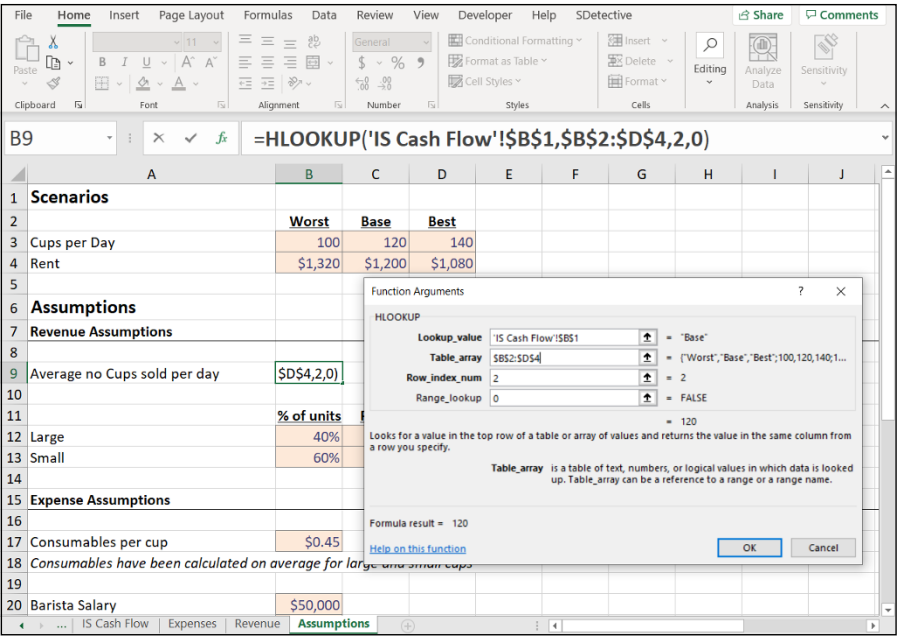 File Home Insert Page Layout Formulas Data Review View Developer Help SDetective Share Comments
11 General Conditional Formatting Insert
Paste B I U A A $ % Format as Table Delete Editing Analyze Data Sensitivity
Cell Styles Format
Clipboard Font Alignment Number Styles Cells Analysis Sensitivity
B9 fx =HLOOKUP('IS Cash Flow'!$B$1,$B$2:$D$4,2,0)
A B C D E F G H I J
1 Scenarios
2 Worst Base Best
3 Cups per Day 100 120 140
4 Rent $1,320 $1,200 $1,080
5
6 Assumptions
7 Revenue Assumptions
8
9 Average no Cups sold per day $D$4,2,0)
10
11 % of units
12 Large 40%
13 Small 60%
14
15 Expense Assumptions
16
17 Consumables per cup $0.45
18 Consumables have been calculated on average for large and small cups
19
20 Barista Salary $50,000
Function Arguments ? ×
HLOOKUP
Lookup_value 'IS Cash Flow'!$B$1 = "Base"
Table_array $B$2:$D$4 = {"Worst","Base","Best";100,120,140;1...
Row_index_num 2 = 2
Range_lookup 0 = FALSE
= 120
Looks for a value in the top row of a table or array of values and returns the value in the same column from
a row you specify.
Table_array is a table of text, numbers, or logical values in which data is looked
up. Table_array can be a reference to a range or a range name.
Formula result = 120
Help on this function OK Cancel
... IS Cash Flow Expenses Revenue Assumptions